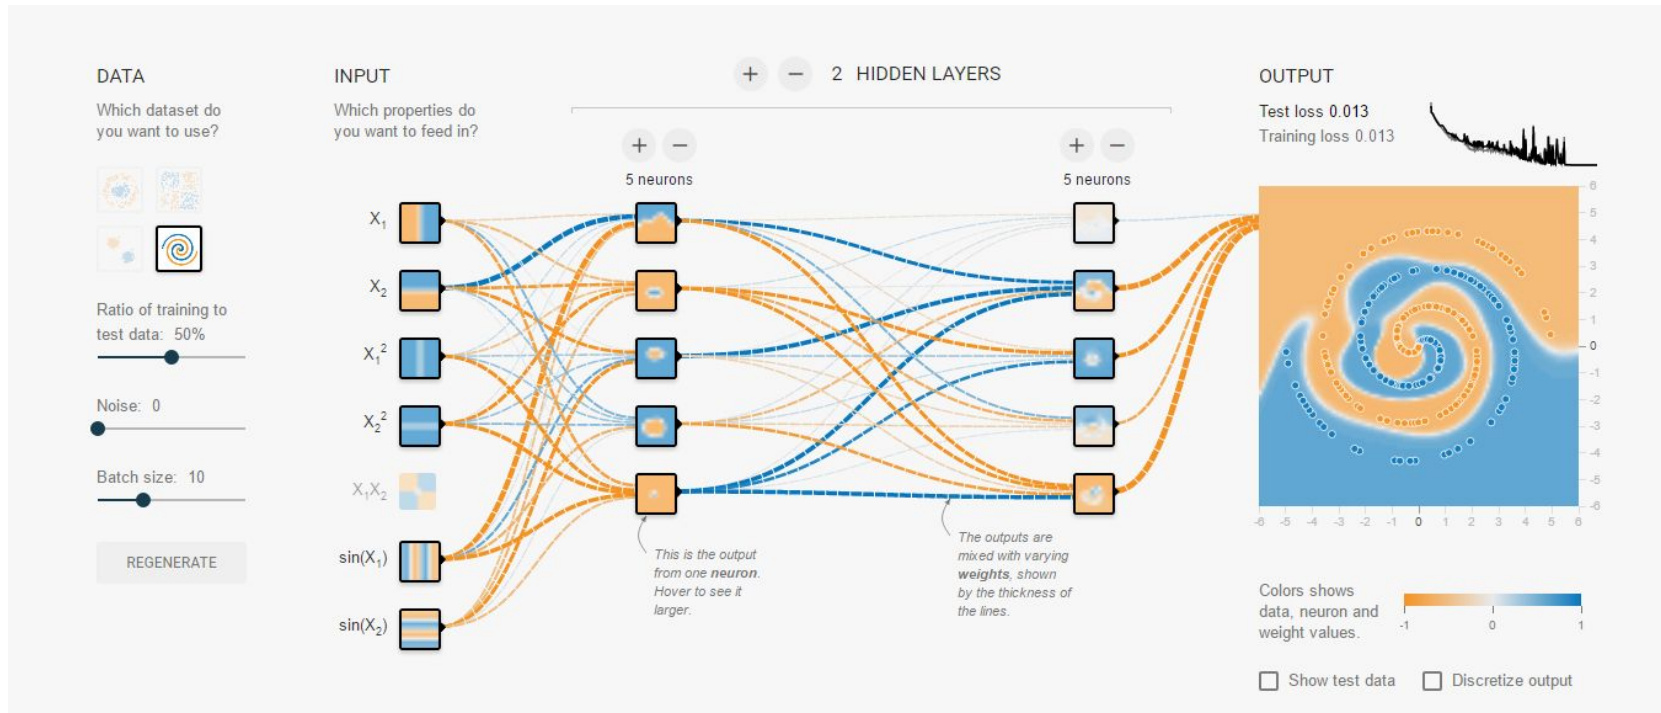 DATA
Which dataset do
you want to use?
Ratio of training to
test data: 50%
Noise: 0
Batch size: 10
REGENERATE
INPUT
Which properties do
you want to feed in?
X₁
X₂
X₁²
X₂²
X₁X₂
sin(X₁)
sin(X₂)
+ − 2 HIDDEN LAYERS
+ −
5 neurons
This is the output
from one neuron.
Hover to see it
larger.
+ −
5 neurons
The outputs are
mixed with varying
weights, shown
by the thickness of
the lines.
OUTPUT
Test loss 0.013
Training loss 0.013
6
5
4
3
2
1
0
-1
-2
-3
-4
-5
-6
-6 -5 -4 -3 -2 -1 0 1 2 3 4 5 6
Colors shows
data, neuron and
weight values.
-1 0 1
Show test data
Discretize output